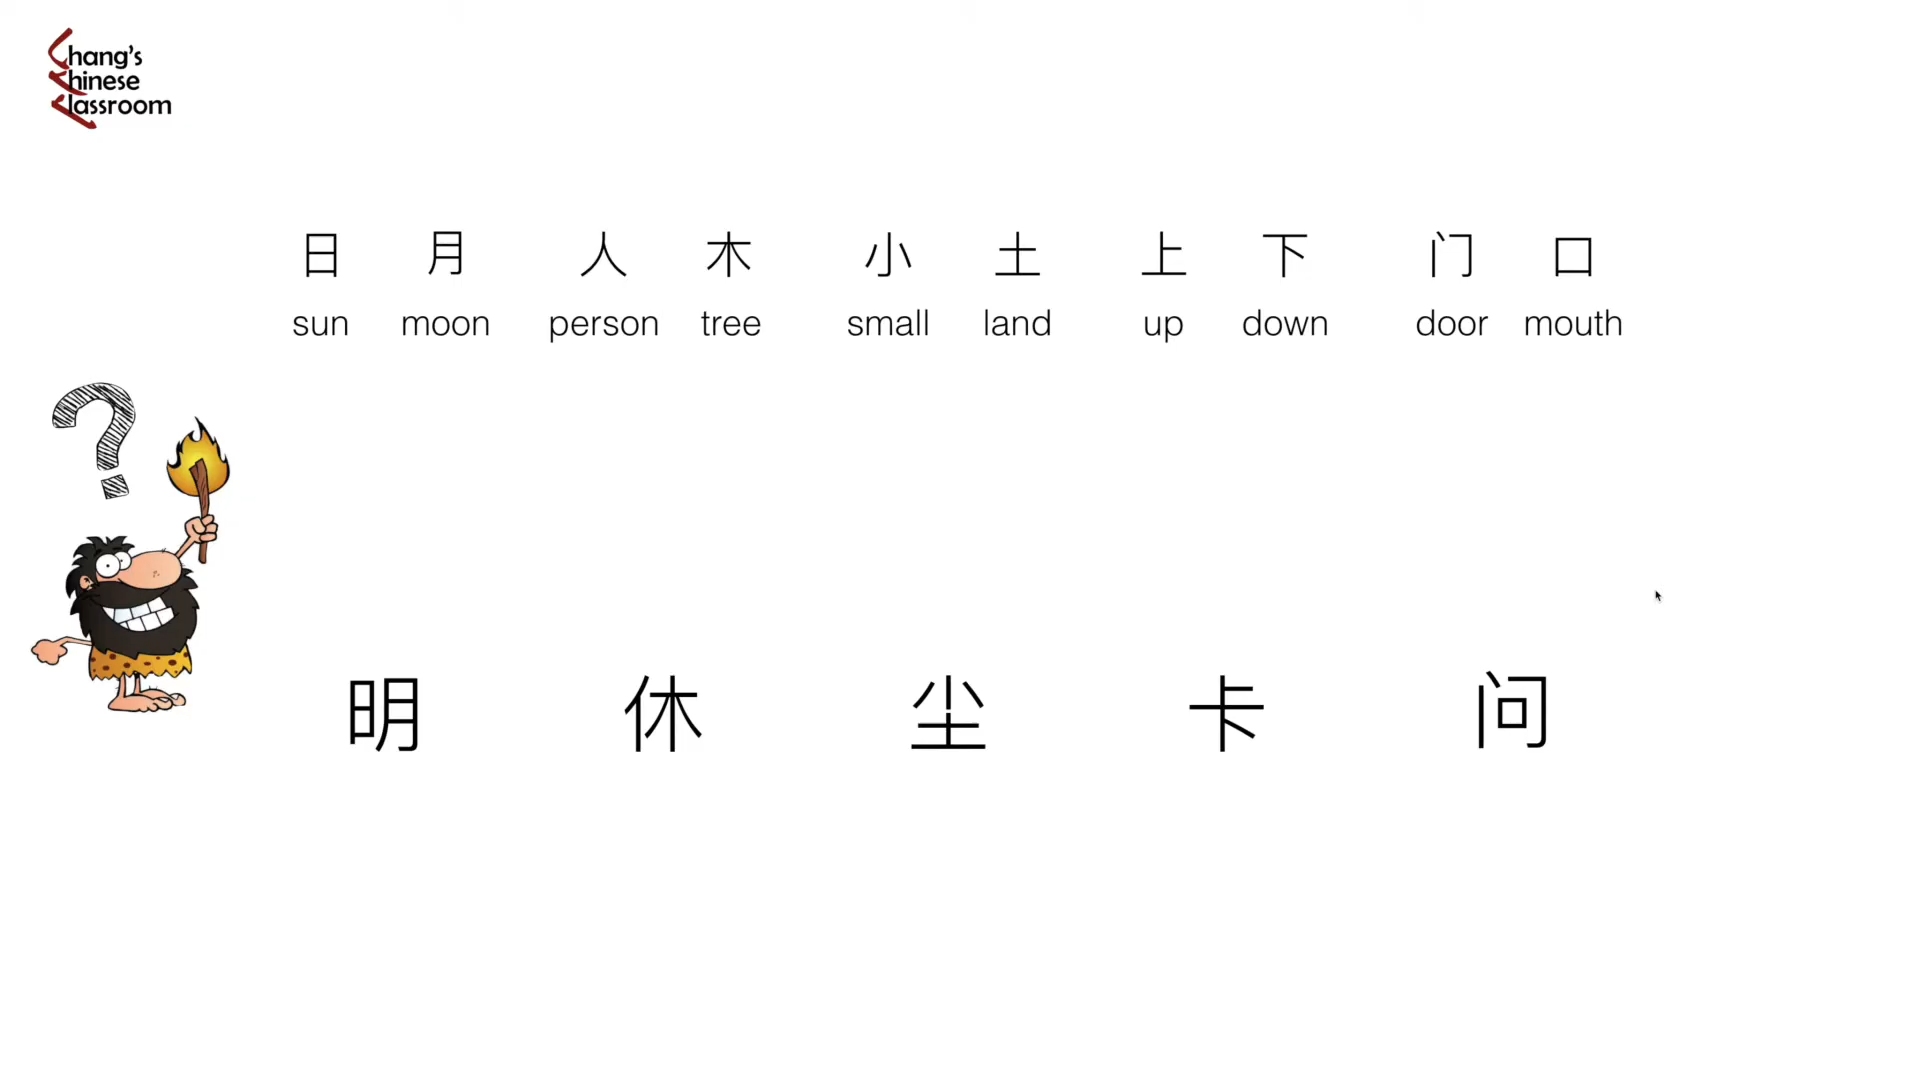 Chang's
Chinese
Classroom
日 月 人 木 小 土 上 下 门 口
sun moon person tree small land up down door mouth
?
明 休 尘 卡 问